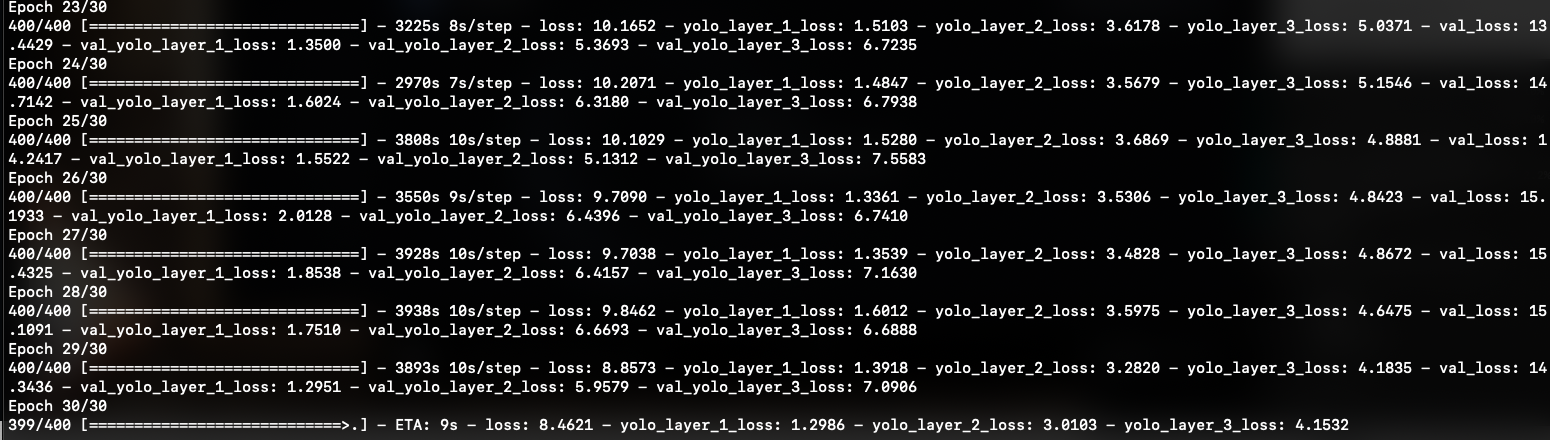 Epoch 23/30
400/400 [==============================] - 3225s 8s/step - loss: 10.1652 - yolo_layer_1_loss: 1.5103 - yolo_layer_2_loss: 3.6178 - yolo_layer_3_loss: 5.0371 - val_loss: 13
.4429 - val_yolo_layer_1_loss: 1.3500 - val_yolo_layer_2_loss: 5.3693 - val_yolo_layer_3_loss: 6.7235
Epoch 24/30
400/400 [==============================] - 2970s 7s/step - loss: 10.2071 - yolo_layer_1_loss: 1.4847 - yolo_layer_2_loss: 3.5679 - yolo_layer_3_loss: 5.1546 - val_loss: 14
.7142 - val_yolo_layer_1_loss: 1.6024 - val_yolo_layer_2_loss: 6.3180 - val_yolo_layer_3_loss: 6.7938
Epoch 25/30
400/400 [==============================] - 3808s 10s/step - loss: 10.1029 - yolo_layer_1_loss: 1.5280 - yolo_layer_2_loss: 3.6869 - yolo_layer_3_loss: 4.8881 - val_loss: 1
4.2417 - val_yolo_layer_1_loss: 1.5522 - val_yolo_layer_2_loss: 5.1312 - val_yolo_layer_3_loss: 7.5583
Epoch 26/30
400/400 [==============================] - 3550s 9s/step - loss: 9.7090 - yolo_layer_1_loss: 1.3361 - yolo_layer_2_loss: 3.5306 - yolo_layer_3_loss: 4.8423 - val_loss: 15.
1933 - val_yolo_layer_1_loss: 2.0128 - val_yolo_layer_2_loss: 6.4396 - val_yolo_layer_3_loss: 6.7410
Epoch 27/30
400/400 [==============================] - 3928s 10s/step - loss: 9.7038 - yolo_layer_1_loss: 1.3539 - yolo_layer_2_loss: 3.4828 - yolo_layer_3_loss: 4.8672 - val_loss: 15
.4325 - val_yolo_layer_1_loss: 1.8538 - val_yolo_layer_2_loss: 6.4157 - val_yolo_layer_3_loss: 7.1630
Epoch 28/30
400/400 [==============================] - 3938s 10s/step - loss: 9.8462 - yolo_layer_1_loss: 1.6012 - yolo_layer_2_loss: 3.5975 - yolo_layer_3_loss: 4.6475 - val_loss: 15
.1091 - val_yolo_layer_1_loss: 1.7510 - val_yolo_layer_2_loss: 6.6693 - val_yolo_layer_3_loss: 6.6888
Epoch 29/30
400/400 [==============================] - 3893s 10s/step - loss: 8.8573 - yolo_layer_1_loss: 1.3918 - yolo_layer_2_loss: 3.2820 - yolo_layer_3_loss: 4.1835 - val_loss: 14
.3436 - val_yolo_layer_1_loss: 1.2951 - val_yolo_layer_2_loss: 5.9579 - val_yolo_layer_3_loss: 7.0906
Epoch 30/30
399/400 [============================>.] - ETA: 9s - loss: 8.4621 - yolo_layer_1_loss: 1.2986 - yolo_layer_2_loss: 3.0103 - yolo_layer_3_loss: 4.1532